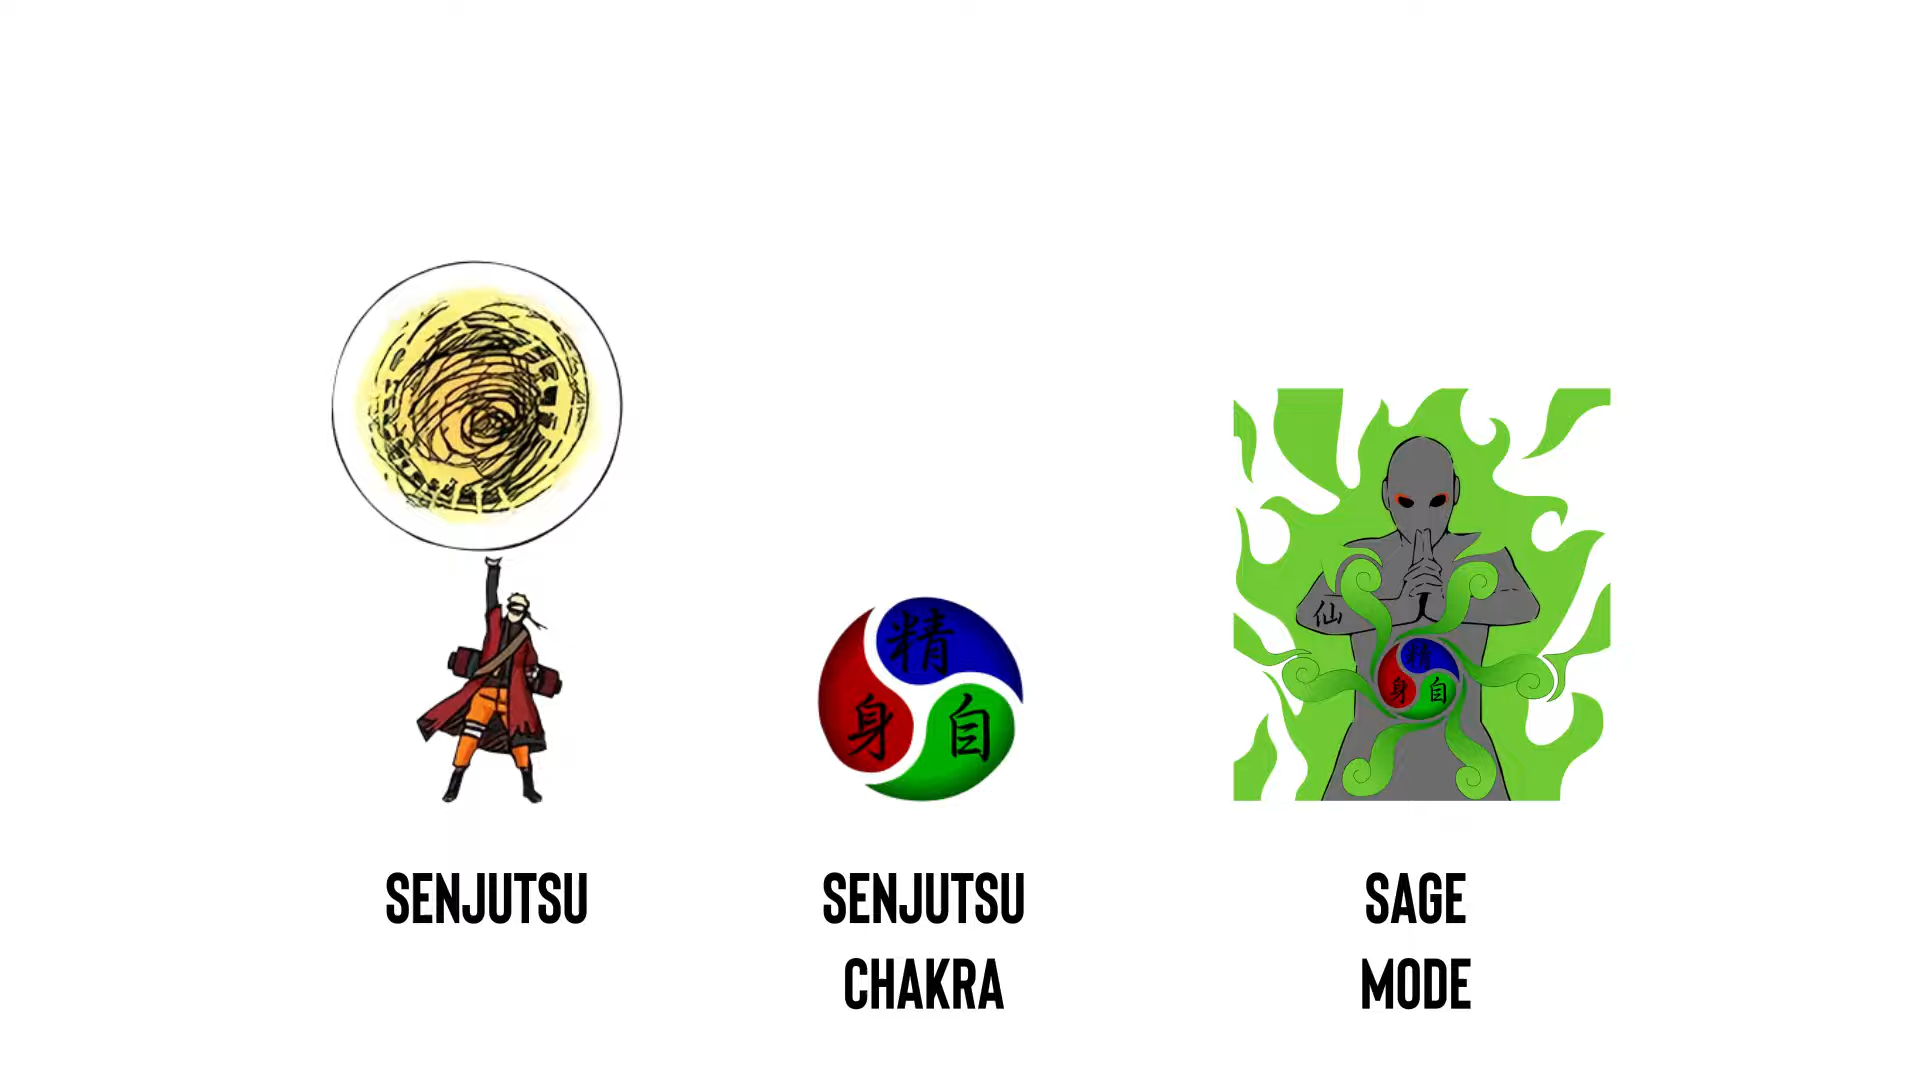 精
身 自
仙
精
身 自
SENJUTSU
SENJUTSU
CHAKRA
SAGE
MODE